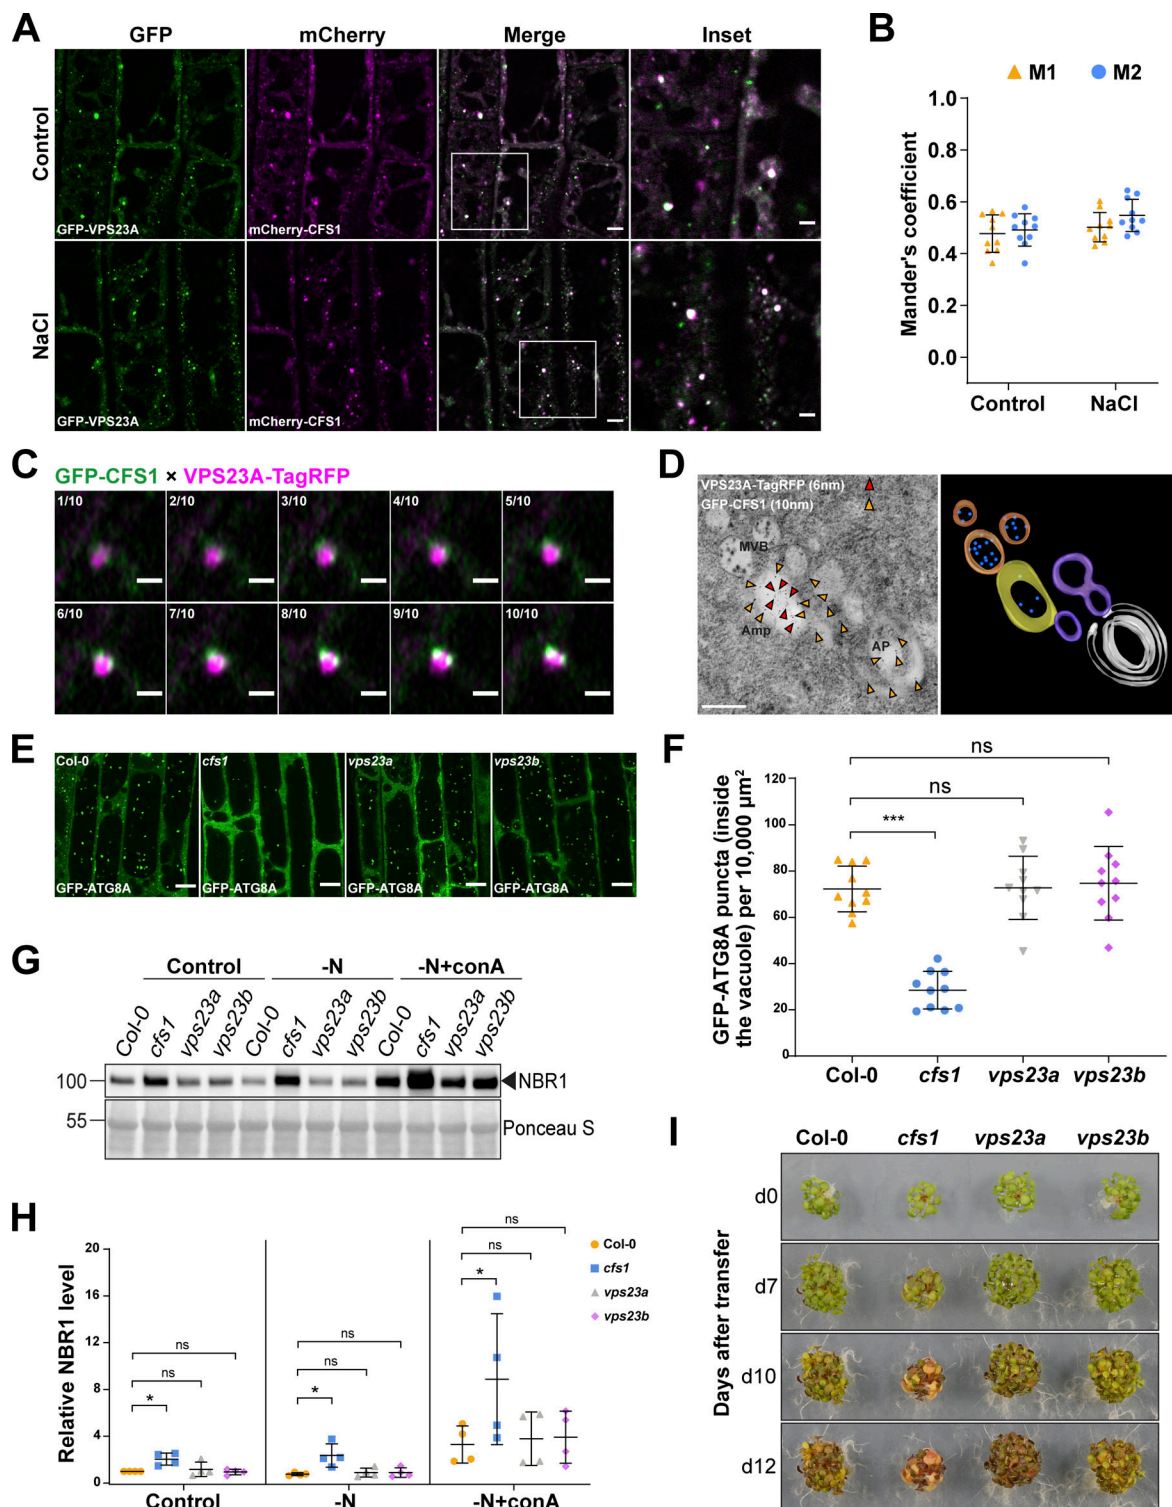 A
GFP
mCherry
Merge
Inset
Control
GFP-VPS23A
mCherry-CFS1
NaCl
GFP-VPS23A
mCherry-CFS1
B
M1
M2
Mander's coefficient
1.0
0.8
0.6
0.4
0.2
0.0
Control
NaCl
C
GFP-CFS1 × VPS23A-TagRFP
1/10
2/10
3/10
4/10
5/10
6/10
7/10
8/10
9/10
10/10
D
VPS23A-TagRFP (6nm)
GFP-CFS1 (10nm)
MVB
Amp
AP
E
Col-0
cfs1
vps23a
vps23b
GFP-ATG8A
GFP-ATG8A
GFP-ATG8A
GFP-ATG8A
F
GFP-ATG8A puncta (inside
the vacuole) per 10,000 µm²
120
100
80
60
40
20
0
ns
ns
***
Col-0
cfs1
vps23a
vps23b
G
Control
-N
-N+conA
Col-0
cfs1
vps23a
vps23b
Col-0
cfs1
vps23a
vps23b
Col-0
cfs1
vps23a
vps23b
100
NBR1
55
Ponceau S
H
Relative NBR1 level
20
16
12
8
4
0
ns
ns
*
ns
ns
*
ns
ns
*
Col-0
cfs1
vps23a
vps23b
Control
-N
-N+conA
I
Col-0
cfs1
vps23a
vps23b
Days after transfer
d0
d7
d10
d12